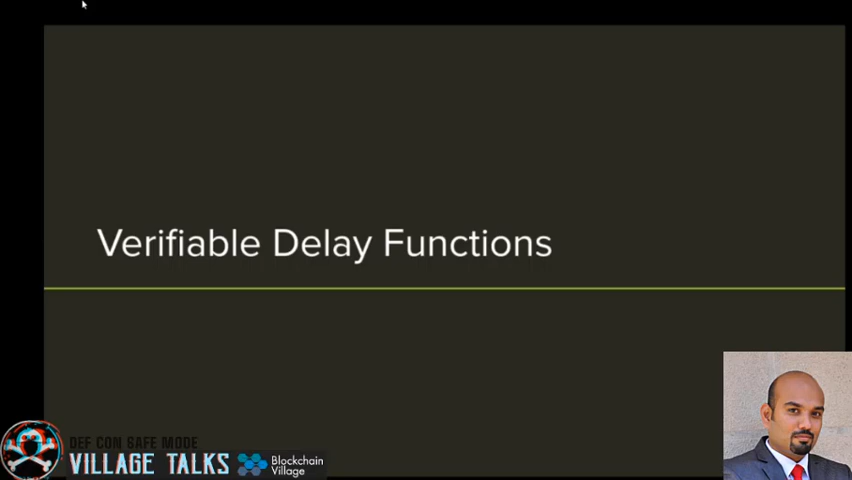 Verifiable Delay Functions
DEF CON SAFE MODE
VILLAGE TALKS
Blockchain
Village